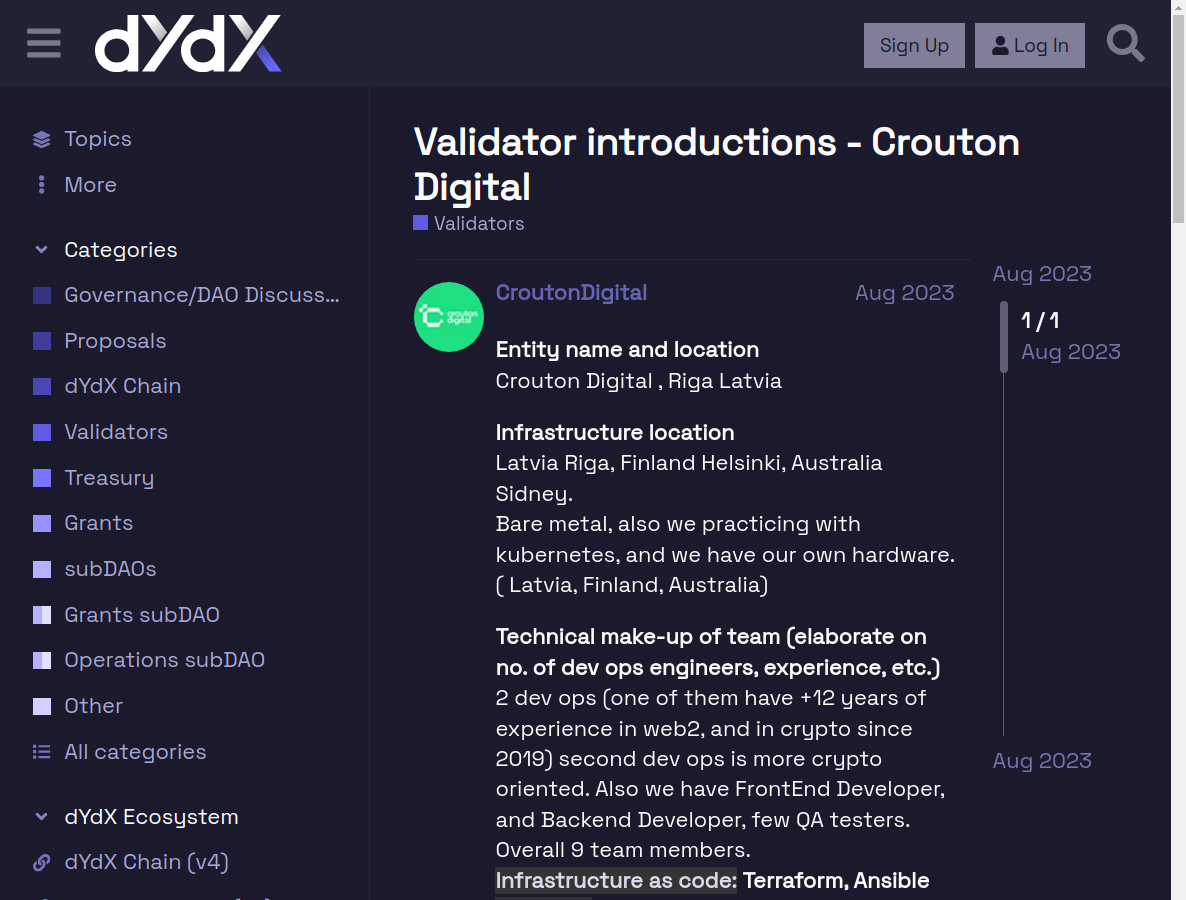 dYdX
Sign Up
Log In
Topics
More
Categories
Governance/DAO Discuss...
Proposals
dYdX Chain
Validators
Treasury
Grants
subDAOs
Grants subDAO
Operations subDAO
Other
All categories
dYdX Ecosystem
dYdX Chain (v4)
Validator introductions - Crouton
Digital
Validators
crouton
digital
CroutonDigital
Aug 2023
Entity name and location
Crouton Digital , Riga Latvia
Infrastructure location
Latvia Riga, Finland Helsinki, Australia
Sidney.
Bare metal, also we practicing with
kubernetes, and we have our own hardware.
( Latvia, Finland, Australia)
Technical make-up of team (elaborate on
no. of dev ops engineers, experience, etc.)
2 dev ops (one of them have +12 years of
experience in web2, and in crypto since
2019) second dev ops is more crypto
oriented. Also we have FrontEnd Developer,
and Backend Developer, few QA testers.
Overall 9 team members.
Infrastructure as code: Terraform, Ansible
Aug 2023
1 / 1
Aug 2023
Aug 2023